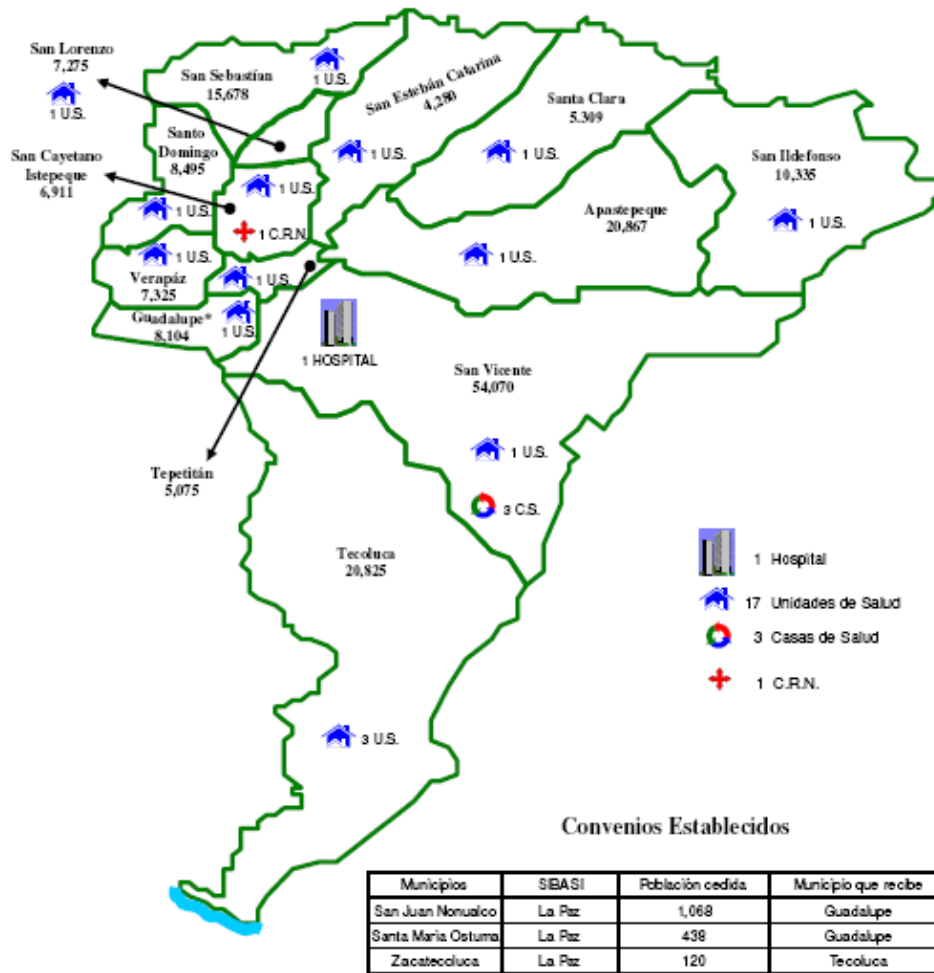 San Lorenzo
7,275
1 U.S.
San Sebastían
15,678
1 U.S.
San Estebán Catarina
4,280
1 U.S.
Santa Clara
5.309
1 U.S.
Santo
Domingo
8,495
1 U.S.
San Cayetano
Istepeque
6,911
1 U.S.
1 C.R.N.
San Ildefonso
10,335
1 U.S.
Apastepeque
20,867
1 U.S.
Verapáz
7,325
1 U.S.
1 U.S.
Guadalupe*
8,104
1 U.S.
1 HOSPITAL
San Vicente
54,070
1 U.S.
3 C.S.
Tepetitán
5,075
Tecoluca
20,825
3 U.S.
1 Hospital
17 Unidades de Salud
3 Casas de Salud
1 C.R.N.
Convenios Establecidos
Municipios SIBASI Población cedida Municipio que recibe
San Juan Nonualco La Paz 1,068 Guadalupe
Santa María Ostuma La Paz 438 Guadalupe
Zacatecoluca La Paz 120 Tecoluca